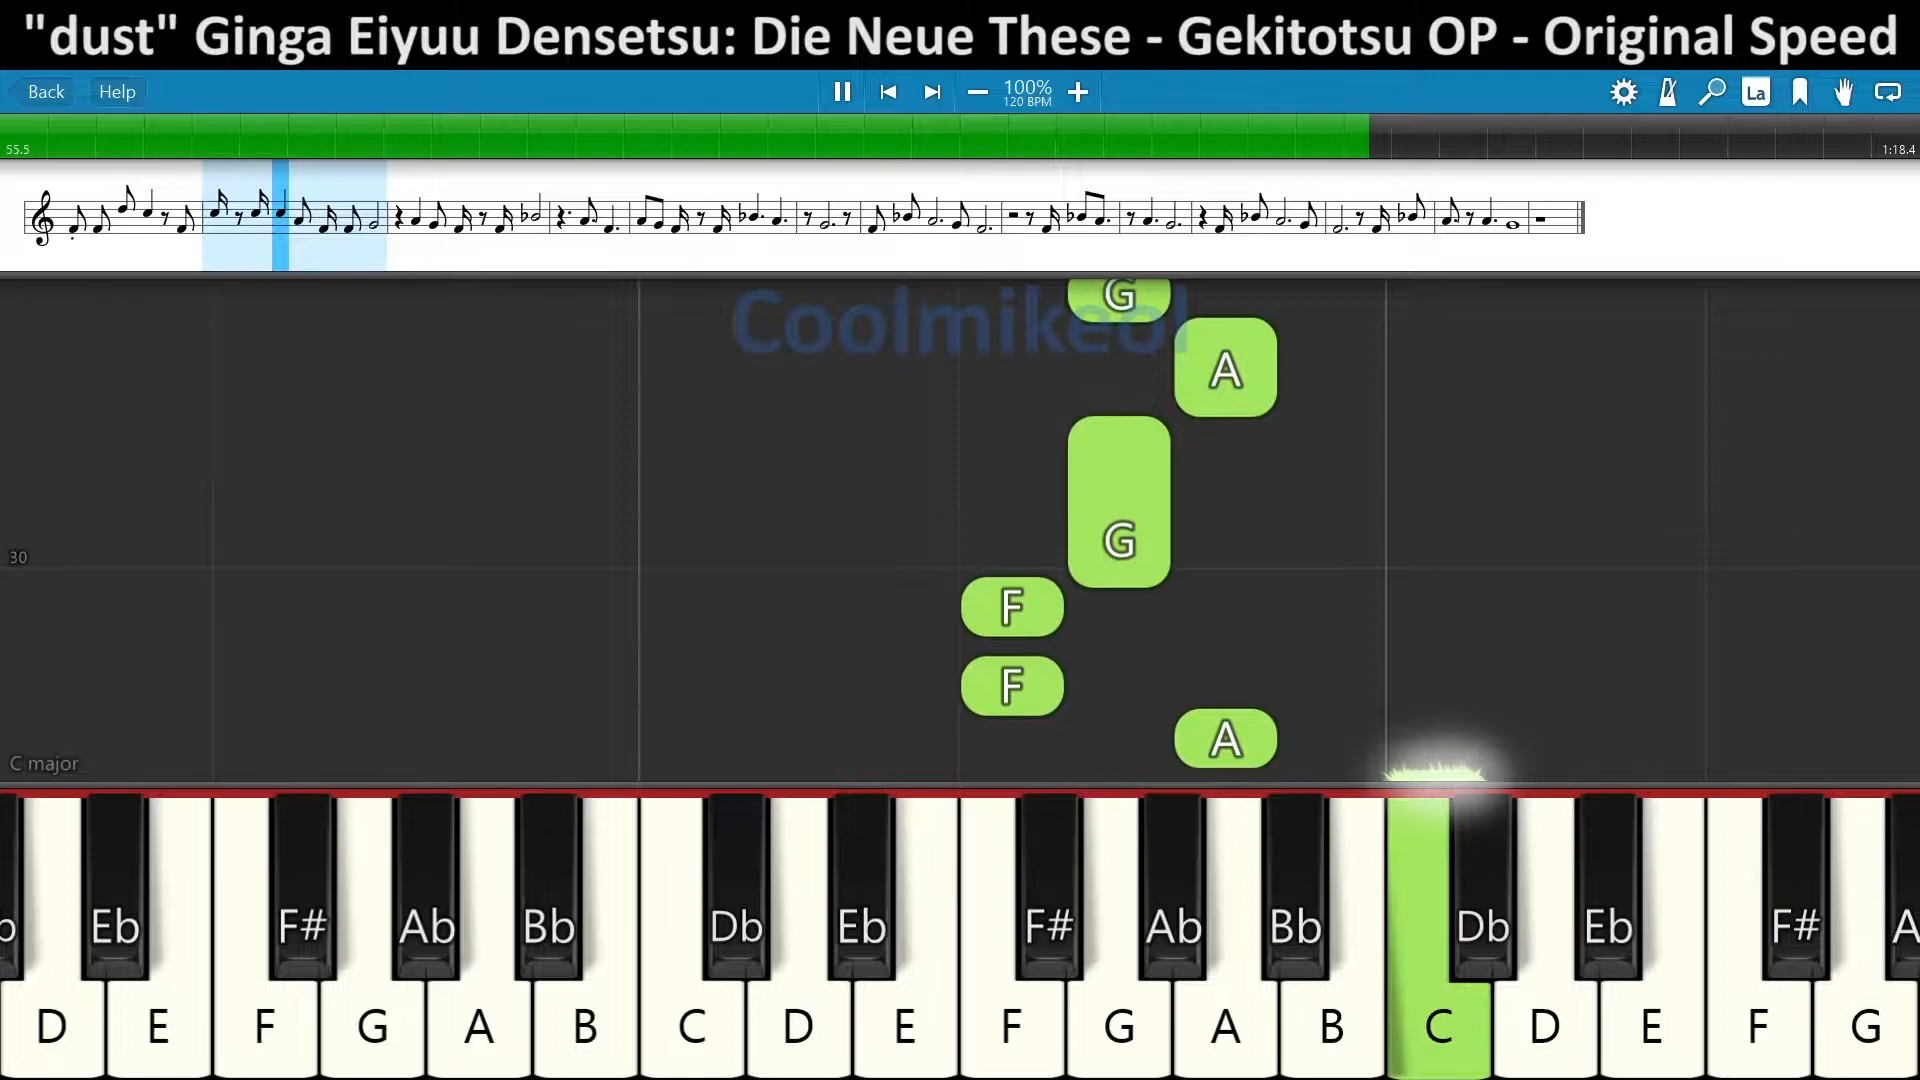 "dust" Ginga Eiyuu Densetsu: Die Neue These - Gekitotsu OP - Original Speed
Back Help 100% La
120 BPM
55.5 1:18.4
G
Coolmikeol
A
G
30
F
F
A
C major
b Eb F# Ab Bb Db Eb F# Ab Bb Db Eb F# A
D E F G A B C D E F G A B C D E F G